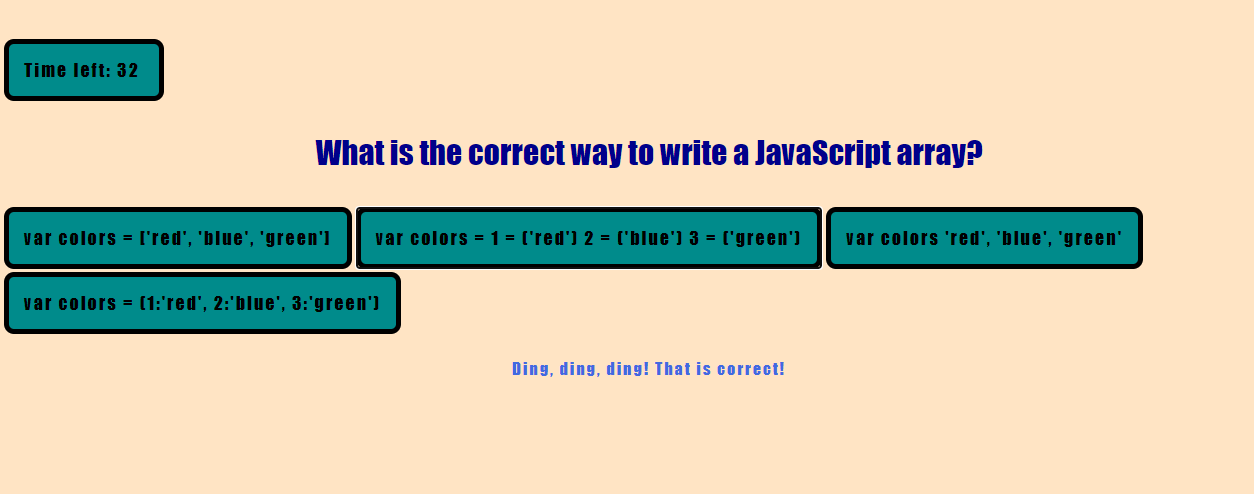 Time left: 32
What is the correct way to write a JavaScript array?
var colors = ['red', 'blue', 'green']
var colors = 1 = ('red') 2 = ('blue') 3 = ('green')
var colors 'red', 'blue', 'green'
var colors = (1:'red', 2:'blue', 3:'green')
Ding, ding, ding! That is correct!